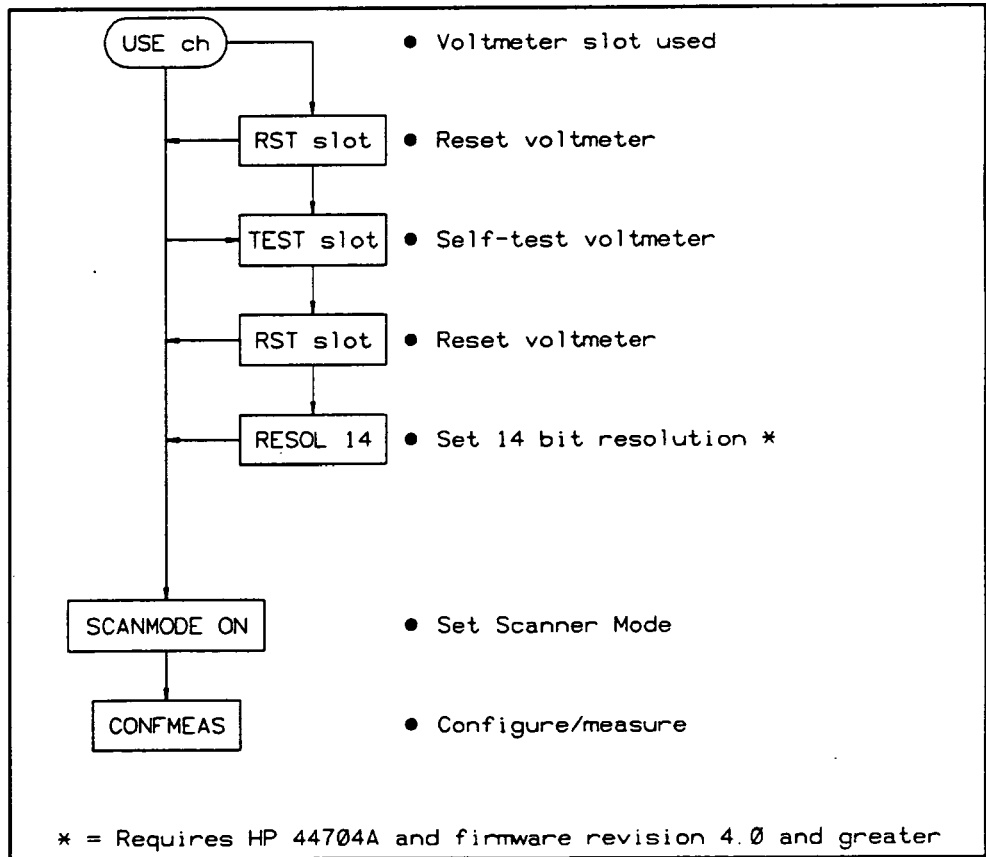 USE ch ● Voltmeter slot used
RST slot ● Reset voltmeter
TEST slot ● Self-test voltmeter
RST slot ● Reset voltmeter
RESOL 14 ● Set 14 bit resolution *
SCANMODE ON ● Set Scanner Mode
CONFMEAS ● Configure/measure
* = Requires HP 44704A and firmware revision 4.0 and greater